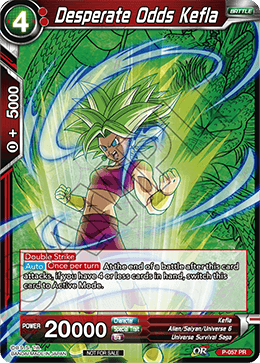 4
Desperate Odds Kefla
BATTLE
+ 5000
Double Strike
Auto Once per turn At the end of a battle after this card
attacks, if you have 4 or less cards in hand, switch this
card to Active Mode.
POWER 20000
Character Kefla
Special Trait Alien/Saiyan/Universe 6
Era Universe Survival Saga
NOT FOR SALE
P-057 PR